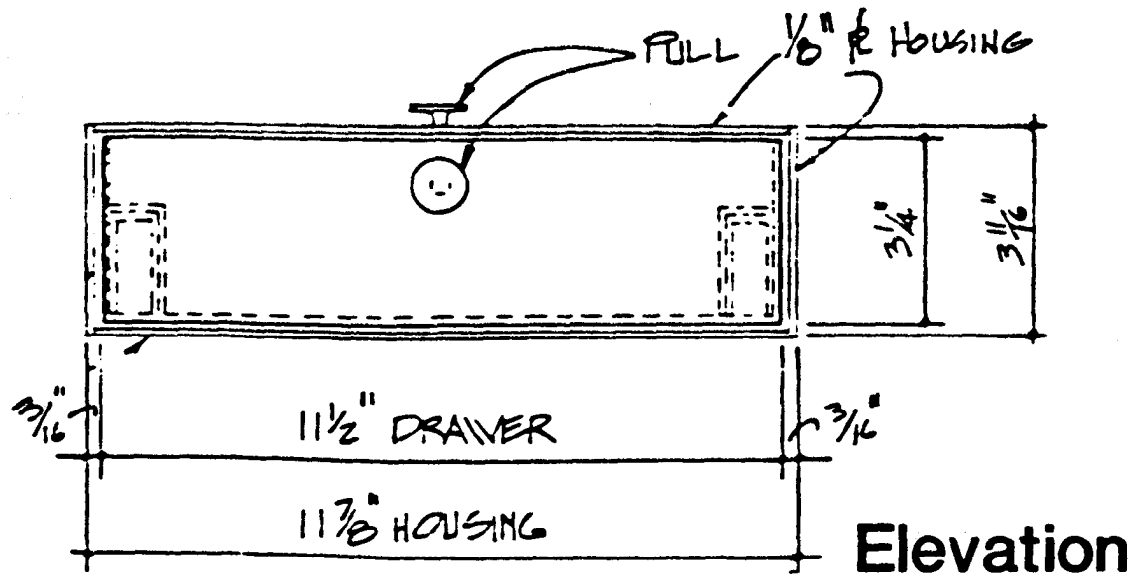 PULL
1/8" ⅊ HOUSING
3 1/4"
3 11/16"
3/16"
11 1/2" DRAWER
3/16"
11 7/8" HOUSING
Elevation